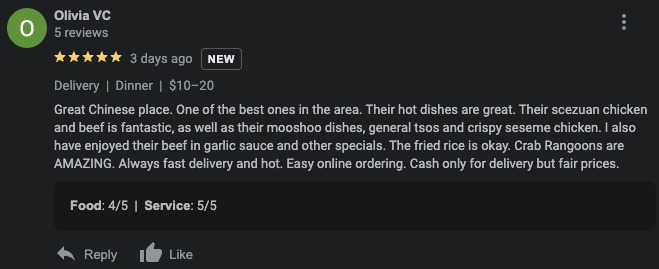 O
Olivia VC
5 reviews
3 days ago NEW
Delivery | Dinner | $10–20
Great Chinese place. One of the best ones in the area. Their hot dishes are great. Their scezuan chicken
and beef is fantastic, as well as their mooshoo dishes, general tsos and crispy seseme chicken. I also
have enjoyed their beef in garlic sauce and other specials. The fried rice is okay. Crab Rangoons are
AMAZING. Always fast delivery and hot. Easy online ordering. Cash only for delivery but fair prices.
Food: 4/5 | Service: 5/5
Reply Like